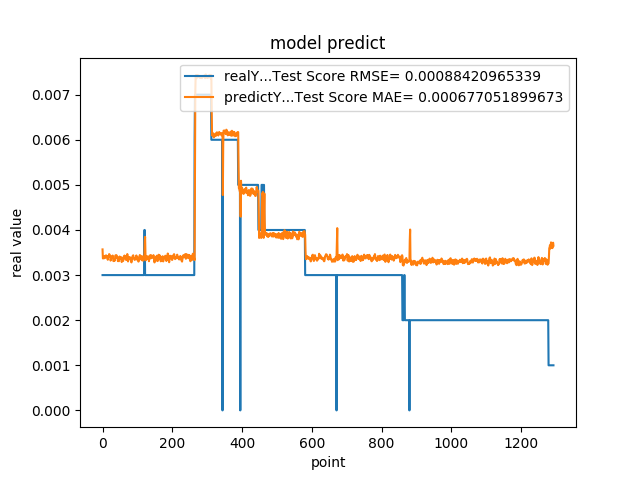 model predict
realY...Test Score RMSE= 0.00088420965339
predictY...Test Score MAE= 0.000677051899673
real value
0.007
0.006
0.005
0.004
0.003
0.002
0.001
0.000
0 200 400 600 800 1000 1200
point